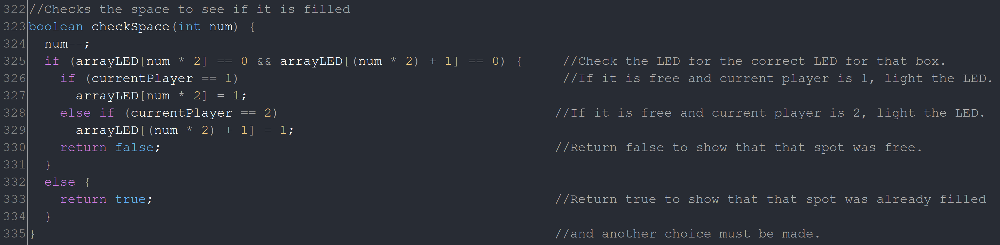 322 //Checks the space to see if it is filled
323 boolean checkSpace(int num) {
324   num--;
325   if (arrayLED[num * 2] == 0 && arrayLED[(num * 2) + 1] == 0) {     //Check the LED for the correct LED for that box.
326     if (currentPlayer == 1)                                         //If it is free and current player is 1, light the LED.
327       arrayLED[num * 2] = 1;
328     else if (currentPlayer == 2)                                   //If it is free and current player is 2, light the LED.
329       arrayLED[(num * 2) + 1] = 1;
330     return false;                                                  //Return false to show that that spot was free.
331   }
332   else {
333     return true;                                                   //Return true to show that that spot was already filled
334   }
335 }                                                                  //and another choice must be made.